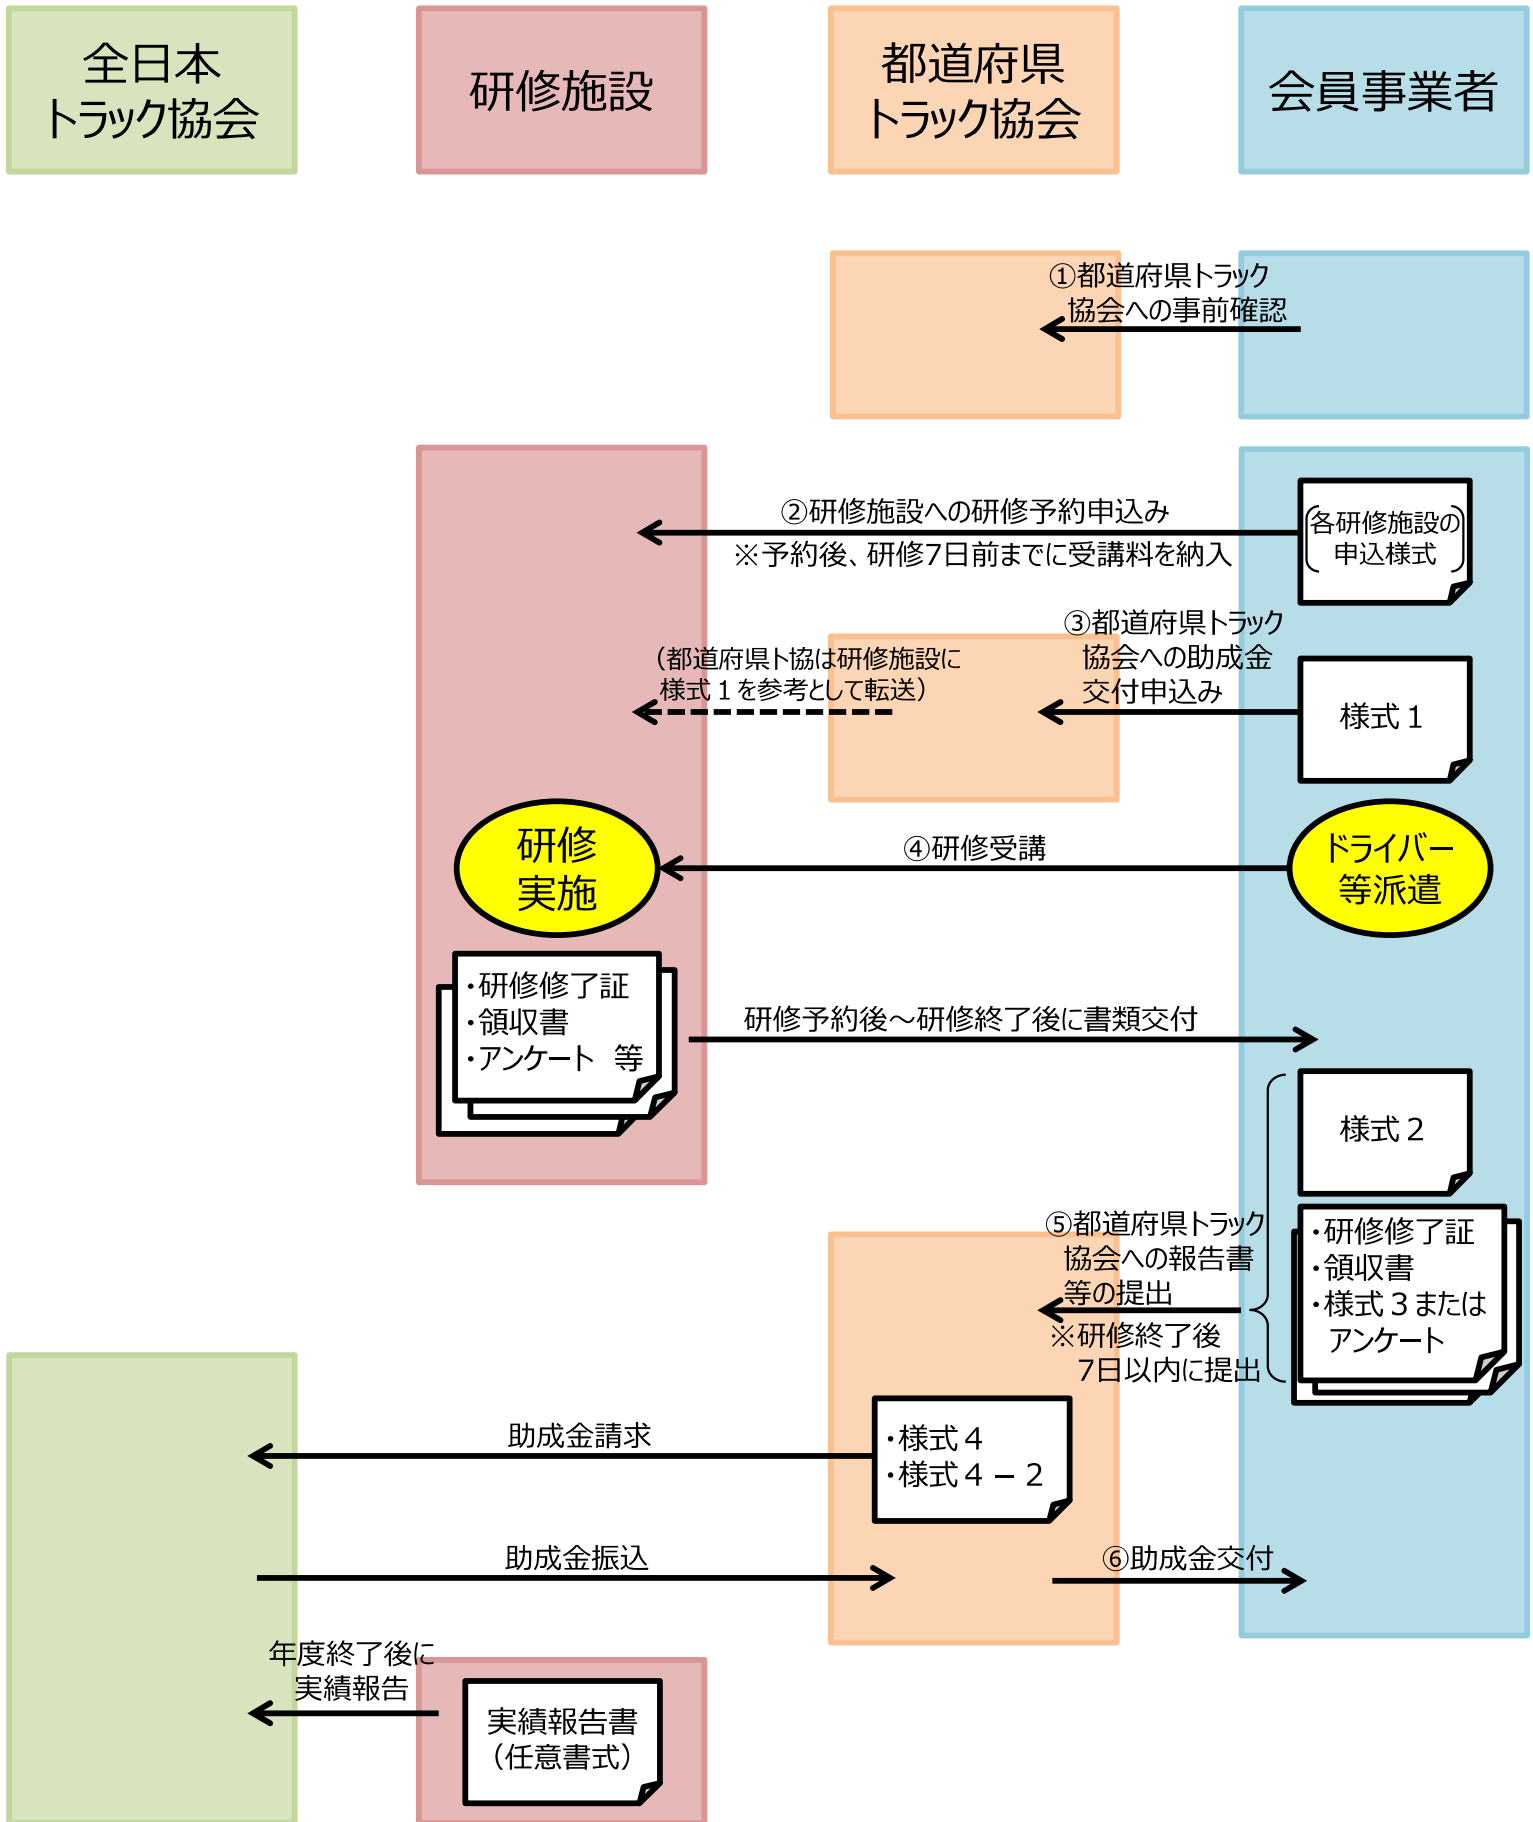 全日本
トラック協会
研修施設
都道府県
トラック協会
会員事業者
①都道府県トラック
協会への事前確認
②研修施設への研修予約申込み
※予約後、研修7日前までに受講料を納入
各研修施設の
申込様式
③都道府県トラック
協会への助成金
交付申込み
（都道府県ト協は研修施設に
様式１を参考として転送）
様式１
研修
実施
④研修受講
ドライバー
等派遣
・研修修了証
・領収書
・アンケート　等
研修予約後～研修終了後に書類交付
様式２
⑤都道府県トラック
協会への報告書
等の提出
※研修終了後
7日以内に提出
・研修修了証
・領収書
・様式３または
アンケート
助成金請求
・様式４
・様式４－２
助成金振込
⑥助成金交付
年度終了後に
実績報告
実績報告書
（任意書式）